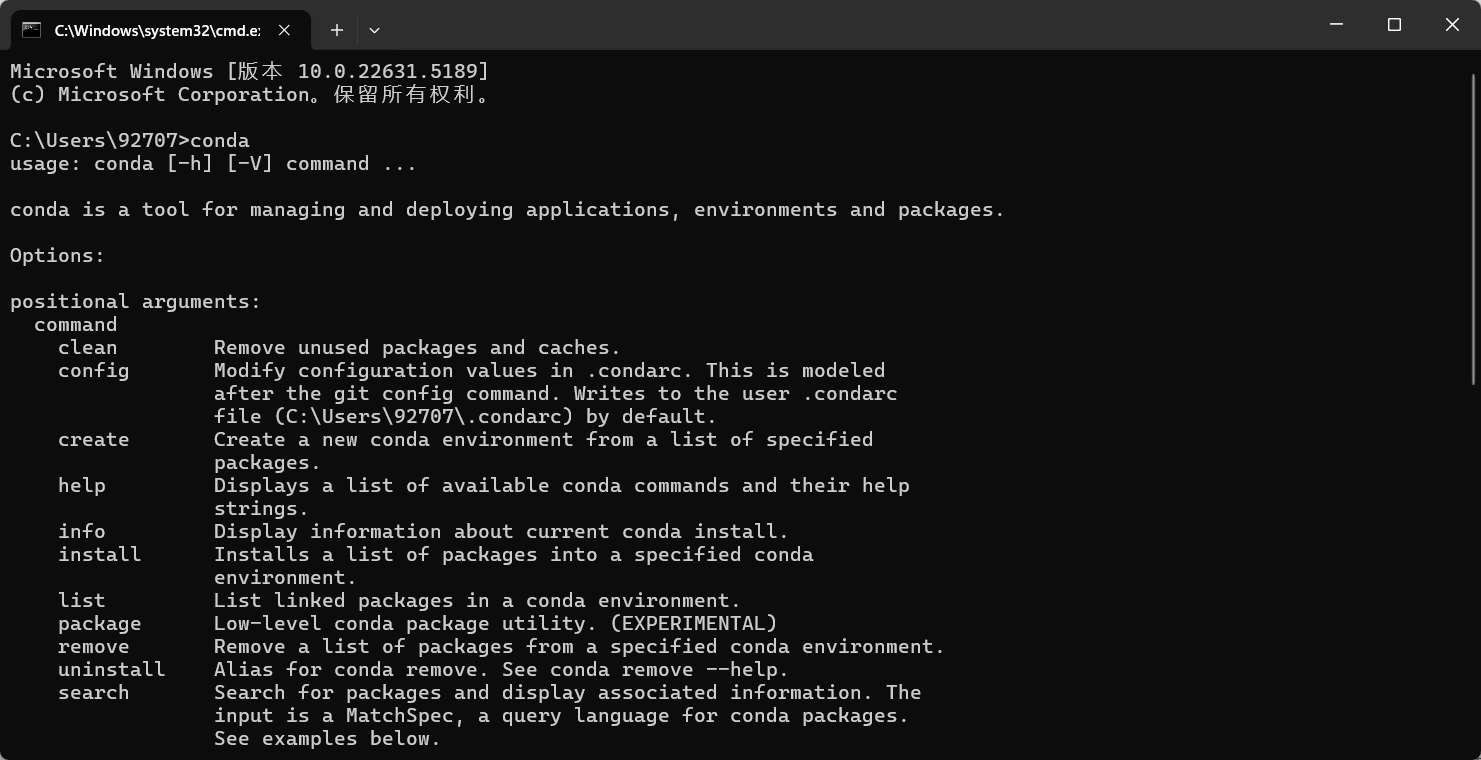 C:\Windows\system32\cmd.e
Microsoft Windows [版本 10.0.22631.5189]
(c) Microsoft Corporation。保留所有权利。
C:\Users\92707>conda
usage: conda [-h] [-V] command ...
conda is a tool for managing and deploying applications, environments and packages.
Options:
positional arguments:
  command
    clean        Remove unused packages and caches.
    config       Modify configuration values in .condarc. This is modeled
                 after the git config command. Writes to the user .condarc
                 file (C:\Users\92707\.condarc) by default.
    create       Create a new conda environment from a list of specified
                 packages.
    help         Displays a list of available conda commands and their help
                 strings.
    info         Display information about current conda install.
    install      Installs a list of packages into a specified conda
                 environment.
    list         List linked packages in a conda environment.
    package      Low-level conda package utility. (EXPERIMENTAL)
    remove       Remove a list of packages from a specified conda environment.
    uninstall    Alias for conda remove. See conda remove --help.
    search       Search for packages and display associated information. The
                 input is a MatchSpec, a query language for conda packages.
                 See examples below.